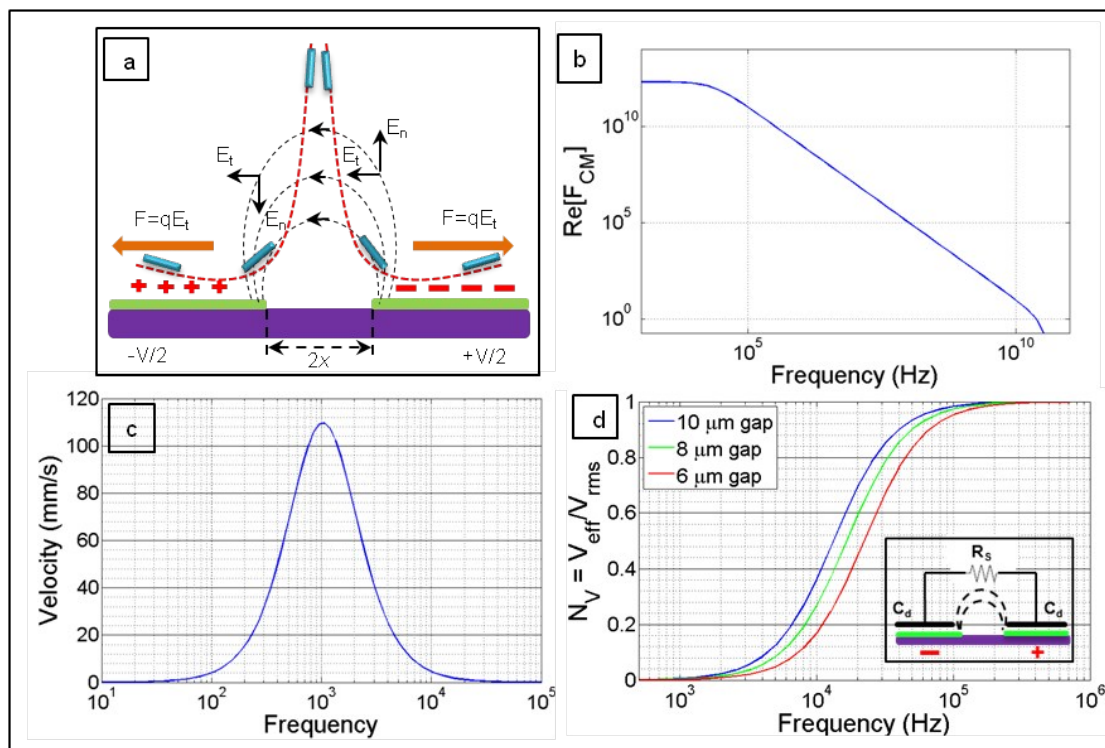 a
E_n
E_t
E_t
F=qE_t
E_n
F=qE_t
+ + + +
− − − − −
-V/2
2x
+V/2
b
Re[F_CM]
10^10
10^5
10^0
10^5
10^10
Frequency (Hz)
c
Velocity (mm/s)
120
100
80
60
40
20
0
10^1
10^2
10^3
10^4
10^5
Frequency
d
N_V = V_eff/V_rms
1
0.8
0.6
0.4
0.2
0
10 μm gap
8 μm gap
6 μm gap
R_S
C_d
C_d
−
+
10^3
10^4
10^5
10^6
Frequency (Hz)